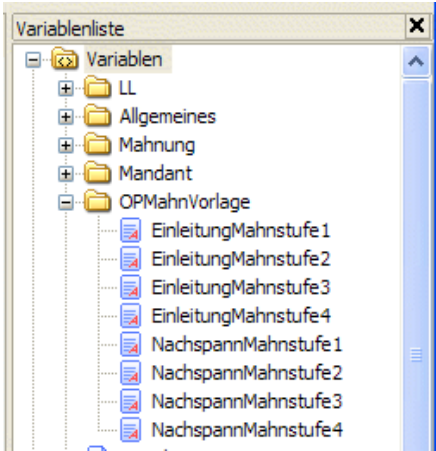 Variablenliste
Variablen
LL
Allgemeines
Mahnung
Mandant
OPMahnVorlage
EinleitungMahnstufe1
EinleitungMahnstufe2
EinleitungMahnstufe3
EinleitungMahnstufe4
NachspannMahnstufe1
NachspannMahnstufe2
NachspannMahnstufe3
NachspannMahnstufe4